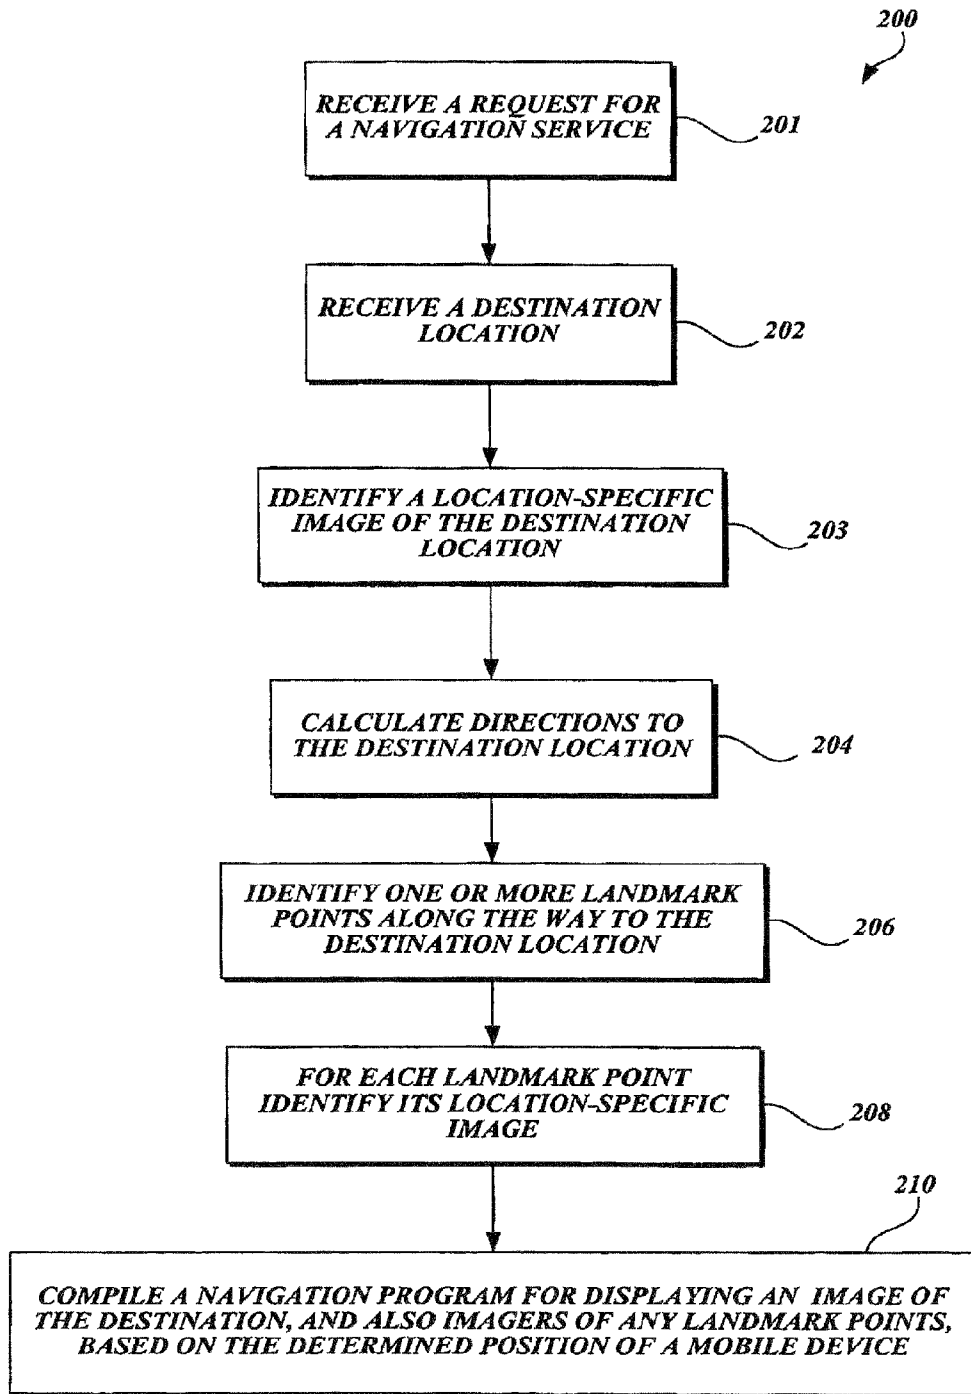 200
RECEIVE A REQUEST FOR
A NAVIGATION SERVICE
201
RECEIVE A DESTINATION
LOCATION
202
IDENTIFY A LOCATION-SPECIFIC
IMAGE OF THE DESTINATION
LOCATION
203
CALCULATE DIRECTIONS TO
THE DESTINATION LOCATION
204
IDENTIFY ONE OR MORE LANDMARK
POINTS ALONG THE WAY TO THE
DESTINATION LOCATION
206
FOR EACH LANDMARK POINT
IDENTIFY ITS LOCATION-SPECIFIC
IMAGE
208
210
COMPILE A NAVIGATION PROGRAM FOR DISPLAYING AN IMAGE OF
THE DESTINATION, AND ALSO IMAGERS OF ANY LANDMARK POINTS,
BASED ON THE DETERMINED POSITION OF A MOBILE DEVICE